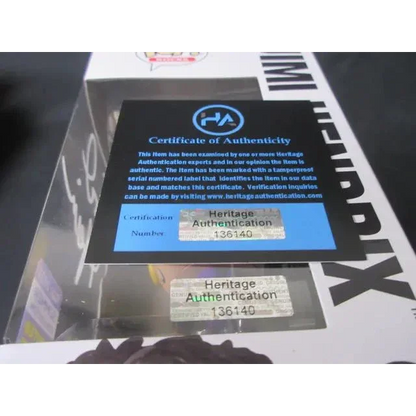 ROCKS
HA
Certificate of Authenticity
This Item has been examined by one or more Heritage
Authentication experts and in our opinion the item is
authentic. The item has been marked with a tamperproof
serial numbered label that identifies the item in our data
base and matches this certificate. Verification inquiries
can be made by visiting www.heritageauthentication.com
Certification
Number:
Heritage
Authentication
136140
Heritage
Authentication
136140
JIMI HENDRIX